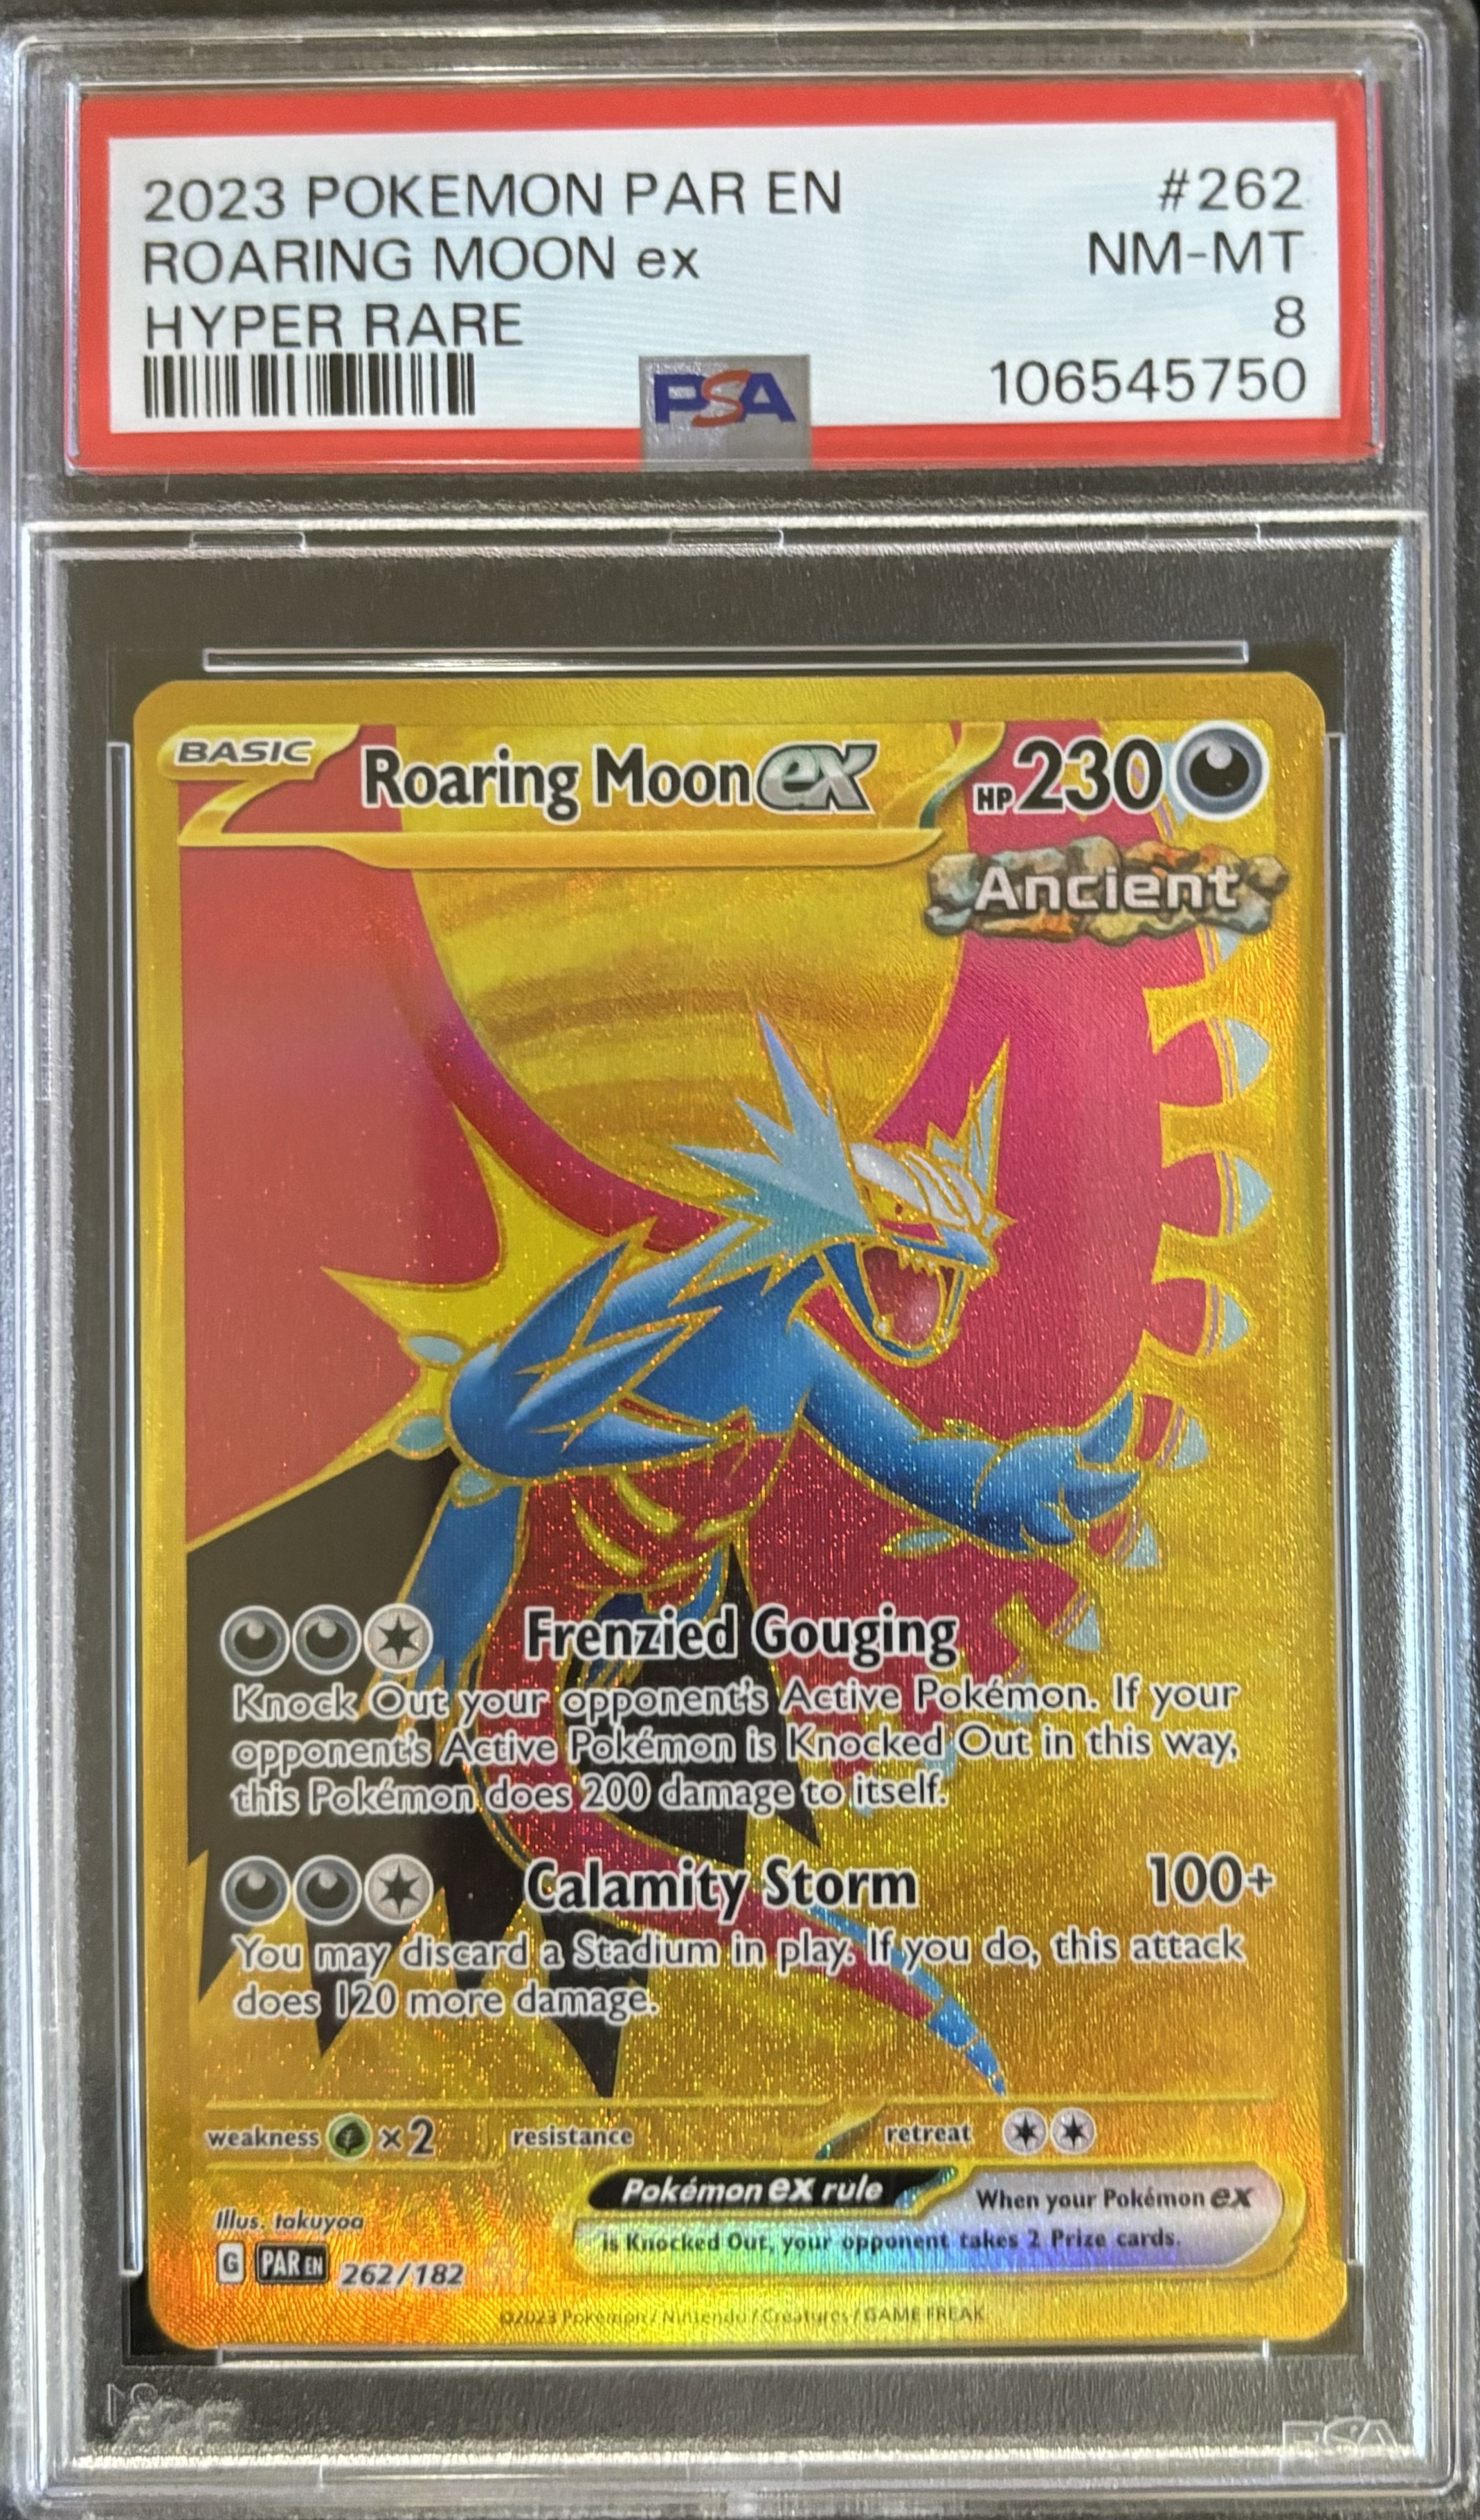 2023 POKEMON PAR EN #262
ROARING MOON ex NM-MT
HYPER RARE 8
PSA 106545750
BASIC Roaring Moon ex HP 230
Ancient
Frenzied Gouging
Knock Out your opponent's Active Pokémon. If your
opponent's Active Pokémon is Knocked Out in this way,
this Pokémon does 200 damage to itself.
Calamity Storm 100+
You may discard a Stadium in play. If you do, this attack
does 120 more damage.
weakness ×2 resistance retreat
Pokémon ex rule When your Pokémon ex
is Knocked Out, your opponent takes 2 Prize cards.
Illus. takuyoa
G PAR EN 262/182
©2023 Pokémon / Nintendo / Creatures / GAME FREAK
PSA